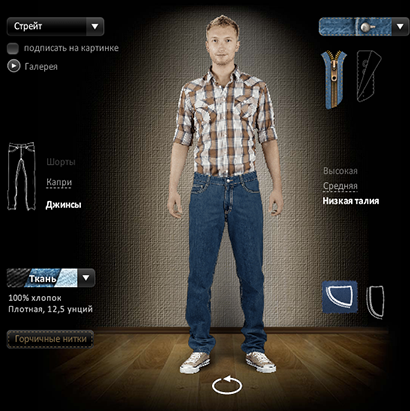 Стрейт
подписать на картинке
Галерея
Шорты
Капри
Джинсы
Высокая
Средняя
Низкая талия
Ткань
100% хлопок
Плотная, 12,5 унций
Горчичные нитки